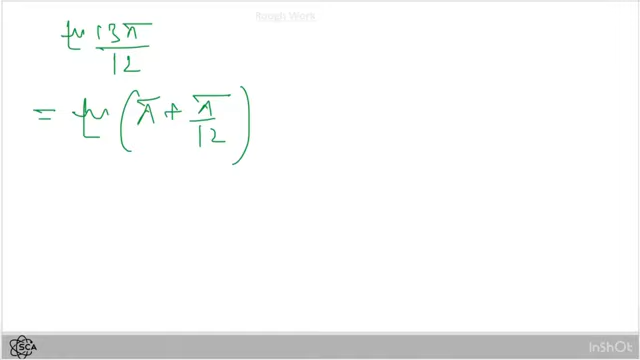 Rough Work
tan 13π/12
= tan (π + π/12)
SCA
InShOt